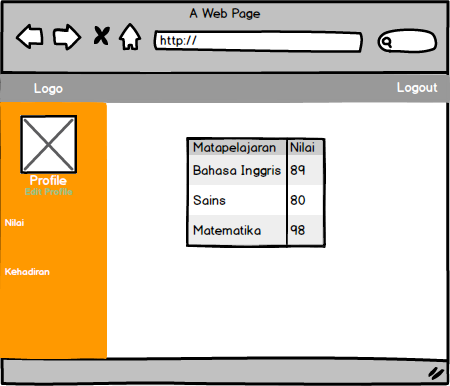 A Web Page
http://
Logo
Logout
Profile
Edit Profile
Nilai
Kehadiran
Matapelajaran Nilai
Bahasa Inggris 89
Sains 80
Matematika 98